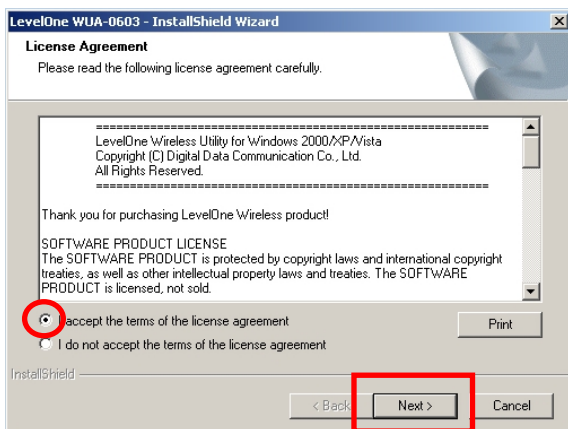 LevelOne WUA-0603 - InstallShield Wizard
License Agreement
Please read the following license agreement carefully.
================================================================
LevelOne Wireless Utility for Windows 2000/XP/Vista
Copyright (C) Digital Data Communication Co., Ltd.
All Rights Reserved.
================================================================
Thank you for purchasing LevelOne Wireless product!
SOFTWARE PRODUCT LICENSE
The SOFTWARE PRODUCT is protected by copyright laws and international copyright
treaties, as well as other intellectual property laws and treaties. The SOFTWARE
PRODUCT is licensed, not sold.
I accept the terms of the license agreement
Print
I do not accept the terms of the license agreement
InstallShield
< Back
Next >
Cancel